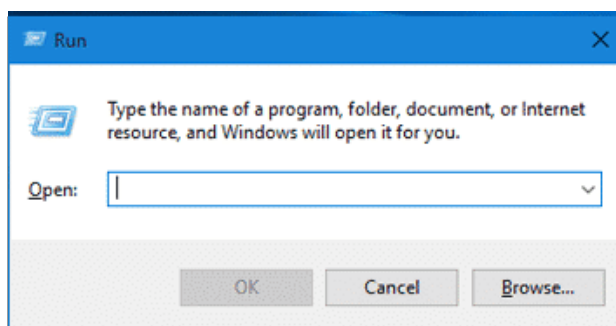 Run
Type the name of a program, folder, document, or Internet
resource, and Windows will open it for you.
Open:
OK Cancel Browse...